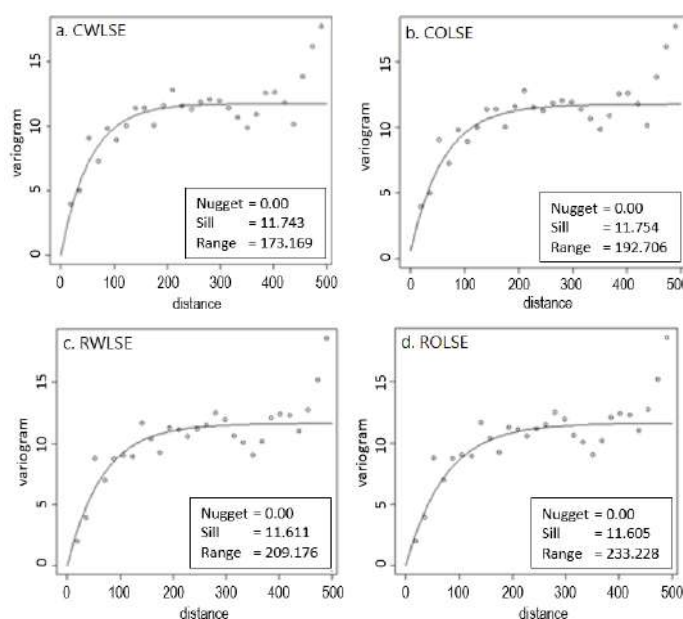 a. CWLSE
variogram
15
10
5
0
Nugget = 0.00
Sill = 11.743
Range = 173.169
0 100 200 300 400 500
distance
b. COLSE
variogram
15
10
5
0
Nugget = 0.00
Sill = 11.754
Range = 192.706
0 100 200 300 400 500
distance
c. RWLSE
variogram
15
10
5
0
Nugget = 0.00
Sill = 11.611
Range = 209.176
0 100 200 300 400 500
distance
d. ROLSE
variogram
15
10
5
0
Nugget = 0.00
Sill = 11.605
Range = 233.228
0 100 200 300 400 500
distance